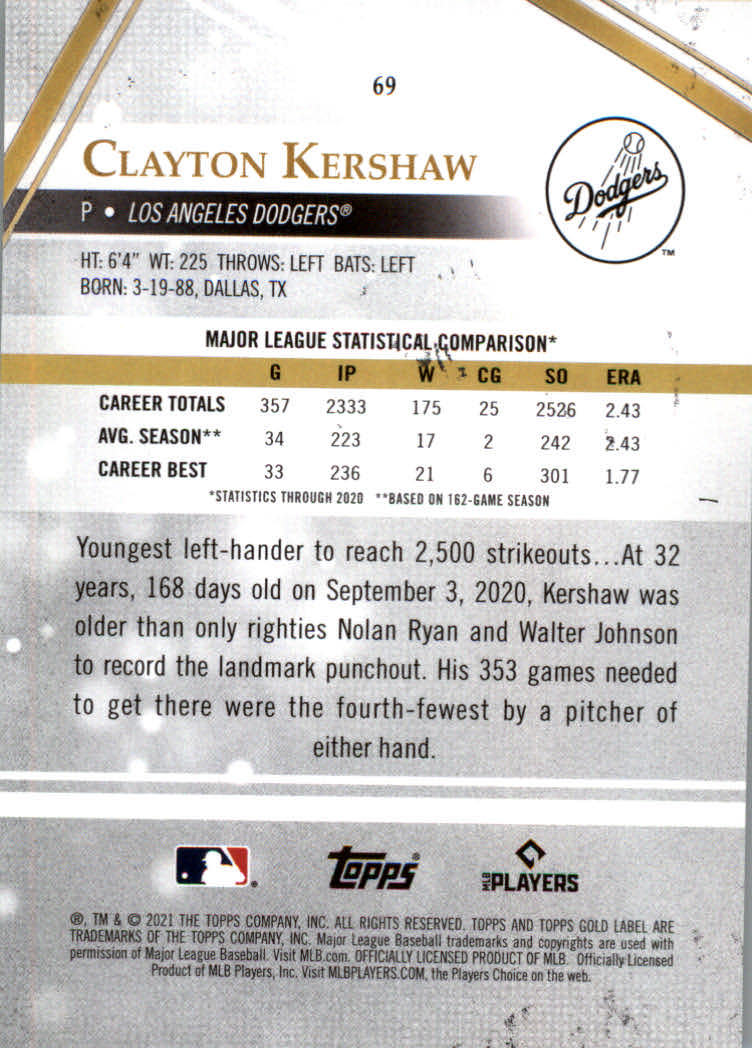 69
CLAYTON KERSHAW
Dodgers
TM
P • LOS ANGELES DODGERS®
HT: 6'4" WT: 225 THROWS: LEFT BATS: LEFT
BORN: 3-19-88, DALLAS, TX
MAJOR LEAGUE STATISTICAL COMPARISON*
G IP W CG SO ERA
CAREER TOTALS 357 2333 175 25 2526 2.43
AVG. SEASON** 34 223 17 2 242 2.43
CAREER BEST 33 236 21 6 301 1.77
*STATISTICS THROUGH 2020 **BASED ON 162-GAME SEASON
Youngest left-hander to reach 2,500 strikeouts...At 32
years, 168 days old on September 3, 2020, Kershaw was
older than only righties Nolan Ryan and Walter Johnson
to record the landmark punchout. His 353 games needed
to get there were the fourth-fewest by a pitcher of
either hand.
Topps®
MLB PLAYERS
®, TM & © 2021 THE TOPPS COMPANY, INC. ALL RIGHTS RESERVED. TOPPS AND TOPPS GOLD LABEL ARE
TRADEMARKS OF THE TOPPS COMPANY, INC. Major League Baseball trademarks and copyrights are used with
permission of Major League Baseball. Visit MLB.com. OFFICIALLY LICENSED PRODUCT OF MLB. Officially Licensed
Product of MLB Players, Inc. Visit MLBPLAYERS.COM, the Players Choice on the web.